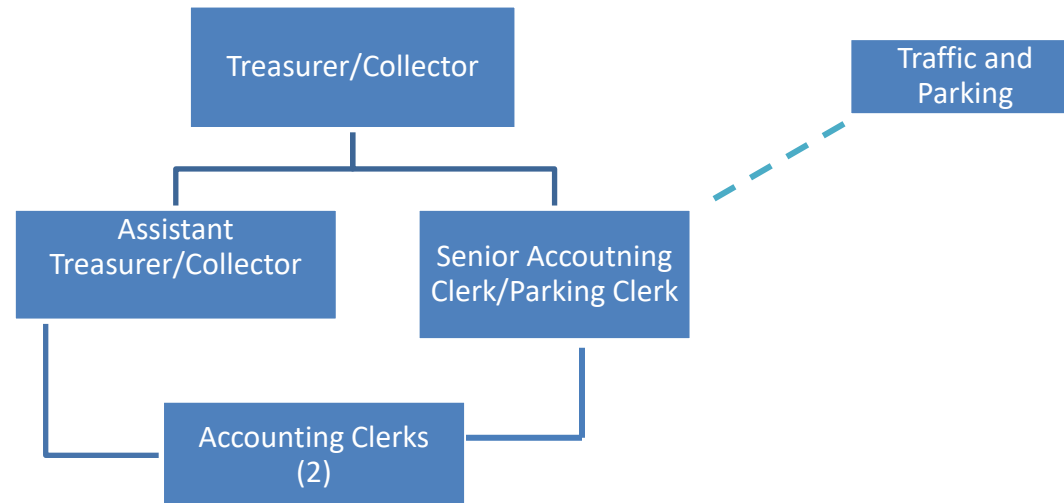 Treasurer/Collector
Traffic and
Parking
Assistant
Treasurer/Collector
Senior Accoutning
Clerk/Parking Clerk
Accounting Clerks
(2)